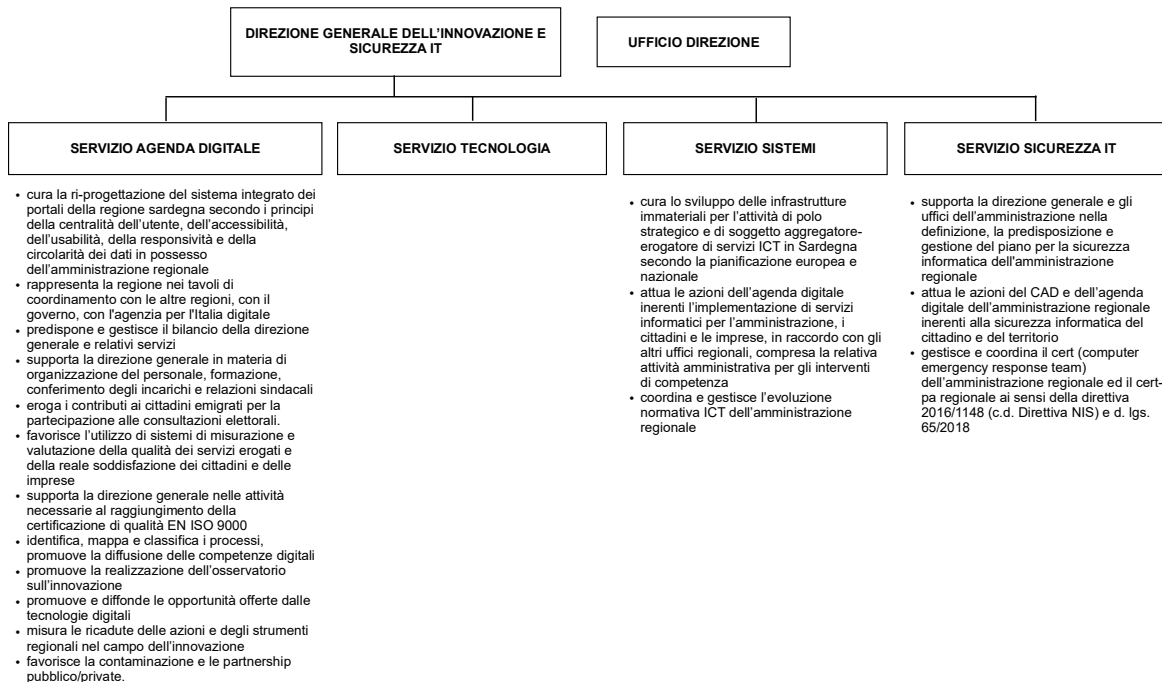 DIREZIONE GENERALE DELL'INNOVAZIONE E
SICUREZZA IT
UFFICIO DIREZIONE
SERVIZIO AGENDA DIGITALE
• cura la ri-progettazione del sistema integrato dei
portali della regione sardegna secondo i principi
della centralità dell'utente, dell'accessibilità,
dell'usabilità, della responsività e della
circolarità dei dati in possesso
dell'amministrazione regionale
• rappresenta la regione nei tavoli di
coordinamento con le altre regioni, con il
governo, con l'agenzia per l'Italia digitale
• predispone e gestisce il bilancio della direzione
generale e relativi servizi
• supporta la direzione generale in materia di
organizzazione del personale, formazione,
conferimento degli incarichi e relazioni sindacali
• eroga i contributi ai cittadini emigrati per la
partecipazione alle consultazioni elettorali.
• favorisce l'utilizzo di sistemi di misurazione e
valutazione della qualità dei servizi erogati e
della reale soddisfazione dei cittadini e delle
imprese
• supporta la direzione generale nelle attività
necessarie al raggiungimento della
certificazione di qualità EN ISO 9000
• identifica, mappa e classifica i processi,
promuove la diffusione delle competenze digitali
• promuove la realizzazione dell'osservatorio
sull'innovazione
• promuove e diffonde le opportunità offerte dalle
tecnologie digitali
• misura le ricadute delle azioni e degli strumenti
regionali nel campo dell'innovazione
• favorisce la contaminazione e le partnership
pubblico/private.
SERVIZIO TECNOLOGIA
SERVIZIO SISTEMI
• cura lo sviluppo delle infrastrutture
immateriali per l'attività di polo
strategico e di soggetto aggregatore-
erogatore di servizi ICT in Sardegna
secondo la pianificazione europea e
nazionale
• attua le azioni dell'agenda digitale
inerenti l'implementazione di servizi
informatici per l'amministrazione, i
cittadini e le imprese, in raccordo con gli
altri uffici regionali, compresa la relativa
attività amministrativa per gli interventi
di competenza
• coordina e gestisce l'evoluzione
normativa ICT dell'amministrazione
regionale
SERVIZIO SICUREZZA IT
• supporta la direzione generale e gli
uffici dell'amministrazione nella
definizione, la predisposizione e
gestione del piano per la sicurezza
informatica dell'amministrazione
regionale
• attua le azioni del CAD e dell'agenda
digitale dell'amministrazione regionale
inerenti alla sicurezza informatica del
cittadino e del territorio
• gestisce e coordina il cert (computer
emergency response team)
dell'amministrazione regionale ed il cert-
pa regionale ai sensi della direttiva
2016/1148 (c.d. Direttiva NIS) e d. lgs.
65/2018